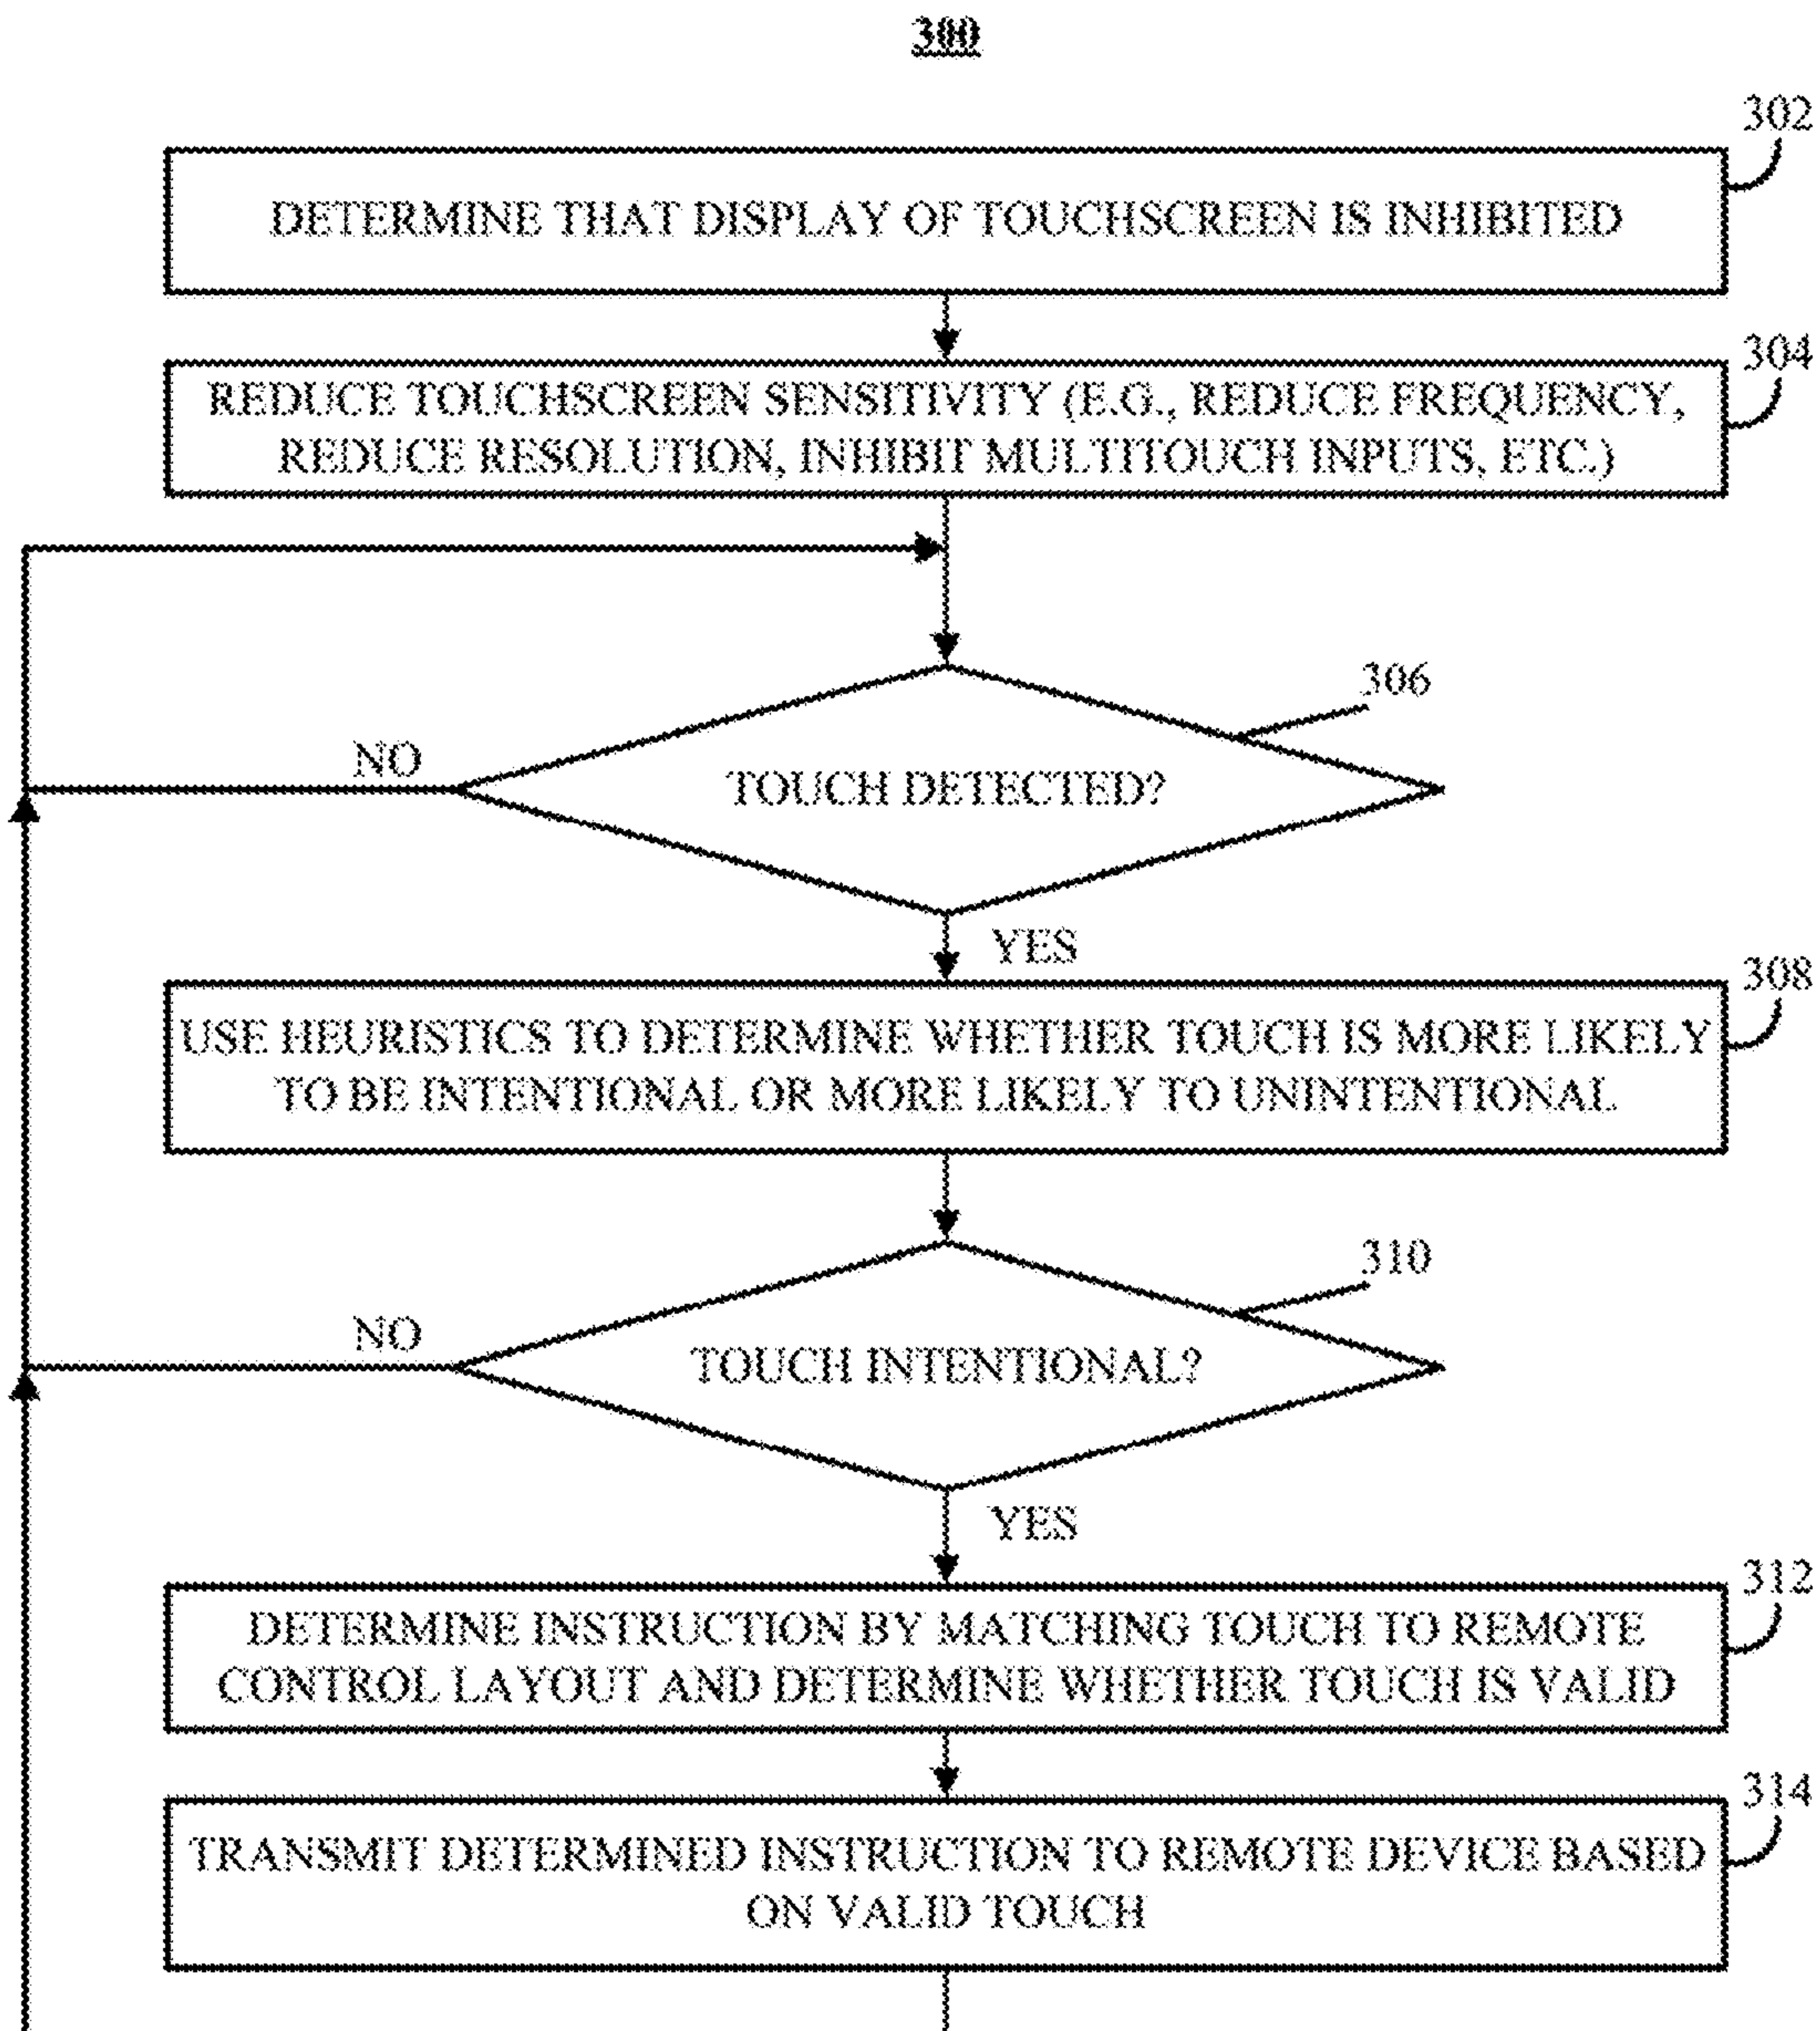 300
302
DETERMINE THAT DISPLAY OF TOUCHSCREEN IS INHIBITED
304
REDUCE TOUCHSCREEN SENSITIVITY (E.G., REDUCE FREQUENCY,
REDUCE RESOLUTION, INHIBIT MULTITOUCH INPUTS, ETC.)
306
NO
TOUCH DETECTED?
YES
308
USE HEURISTICS TO DETERMINE WHETHER TOUCH IS MORE LIKELY
TO BE INTENTIONAL OR MORE LIKELY TO UNINTENTIONAL
310
NO
TOUCH INTENTIONAL?
YES
312
DETERMINE INSTRUCTION BY MATCHING TOUCH TO REMOTE
CONTROL LAYOUT AND DETERMINE WHETHER TOUCH IS VALID
314
TRANSMIT DETERMINED INSTRUCTION TO REMOTE DEVICE BASED
ON VALID TOUCH